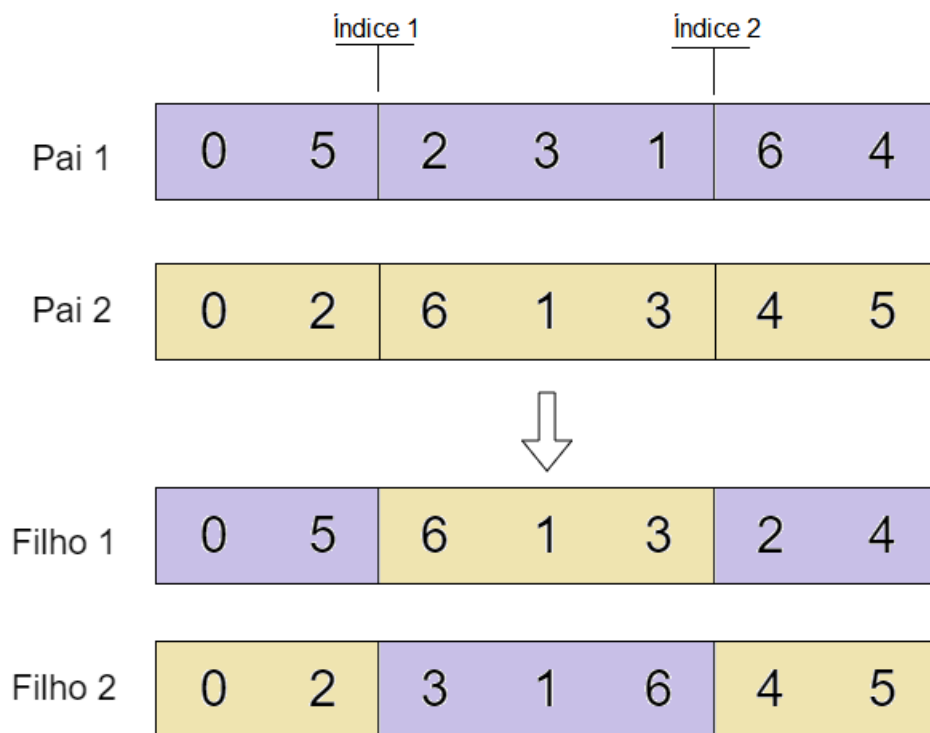 Índice 1 Índice 2
Pai 1 0 5 2 3 1 6 4
Pai 2 0 2 6 1 3 4 5
Filho 1 0 5 6 1 3 2 4
Filho 2 0 2 3 1 6 4 5